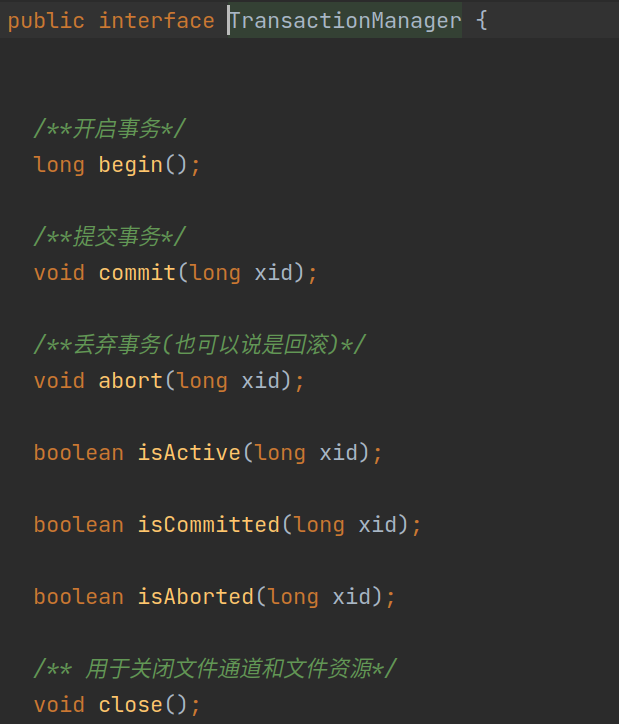 public interface TransactionManager {
/**开启事务*/
long begin();
/**提交事务*/
void commit(long xid);
/**丢弃事务(也可以说是回滚)*/
void abort(long xid);
boolean isActive(long xid);
boolean isCommitted(long xid);
boolean isAborted(long xid);
/** 用于关闭文件通道和文件资源*/
void close();